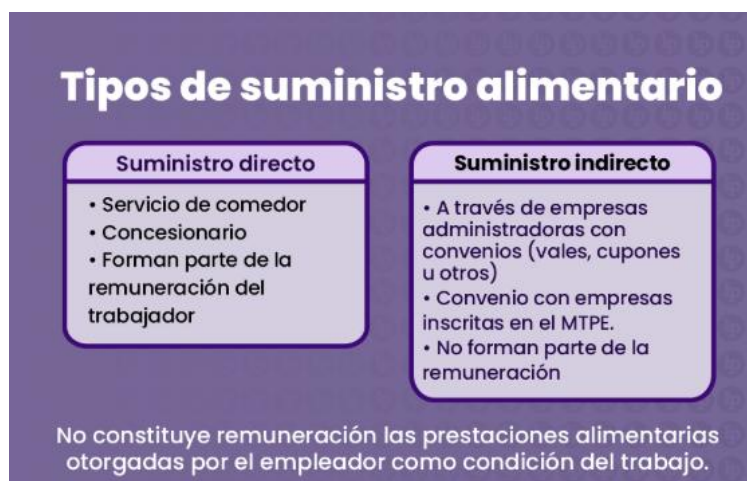 Tipos de suministro alimentario
Suministro directo
• Servicio de comedor
• Concesionario
• Forman parte de la
remuneración del
trabajador
Suministro indirecto
• A través de empresas
administradoras con
convenios (vales, cupones
u otros)
• Convenio con empresas
inscritas en el MTPE.
• No forman parte de la
remuneración
No constituye remuneración las prestaciones alimentarias
otorgadas por el empleador como condición del trabajo.